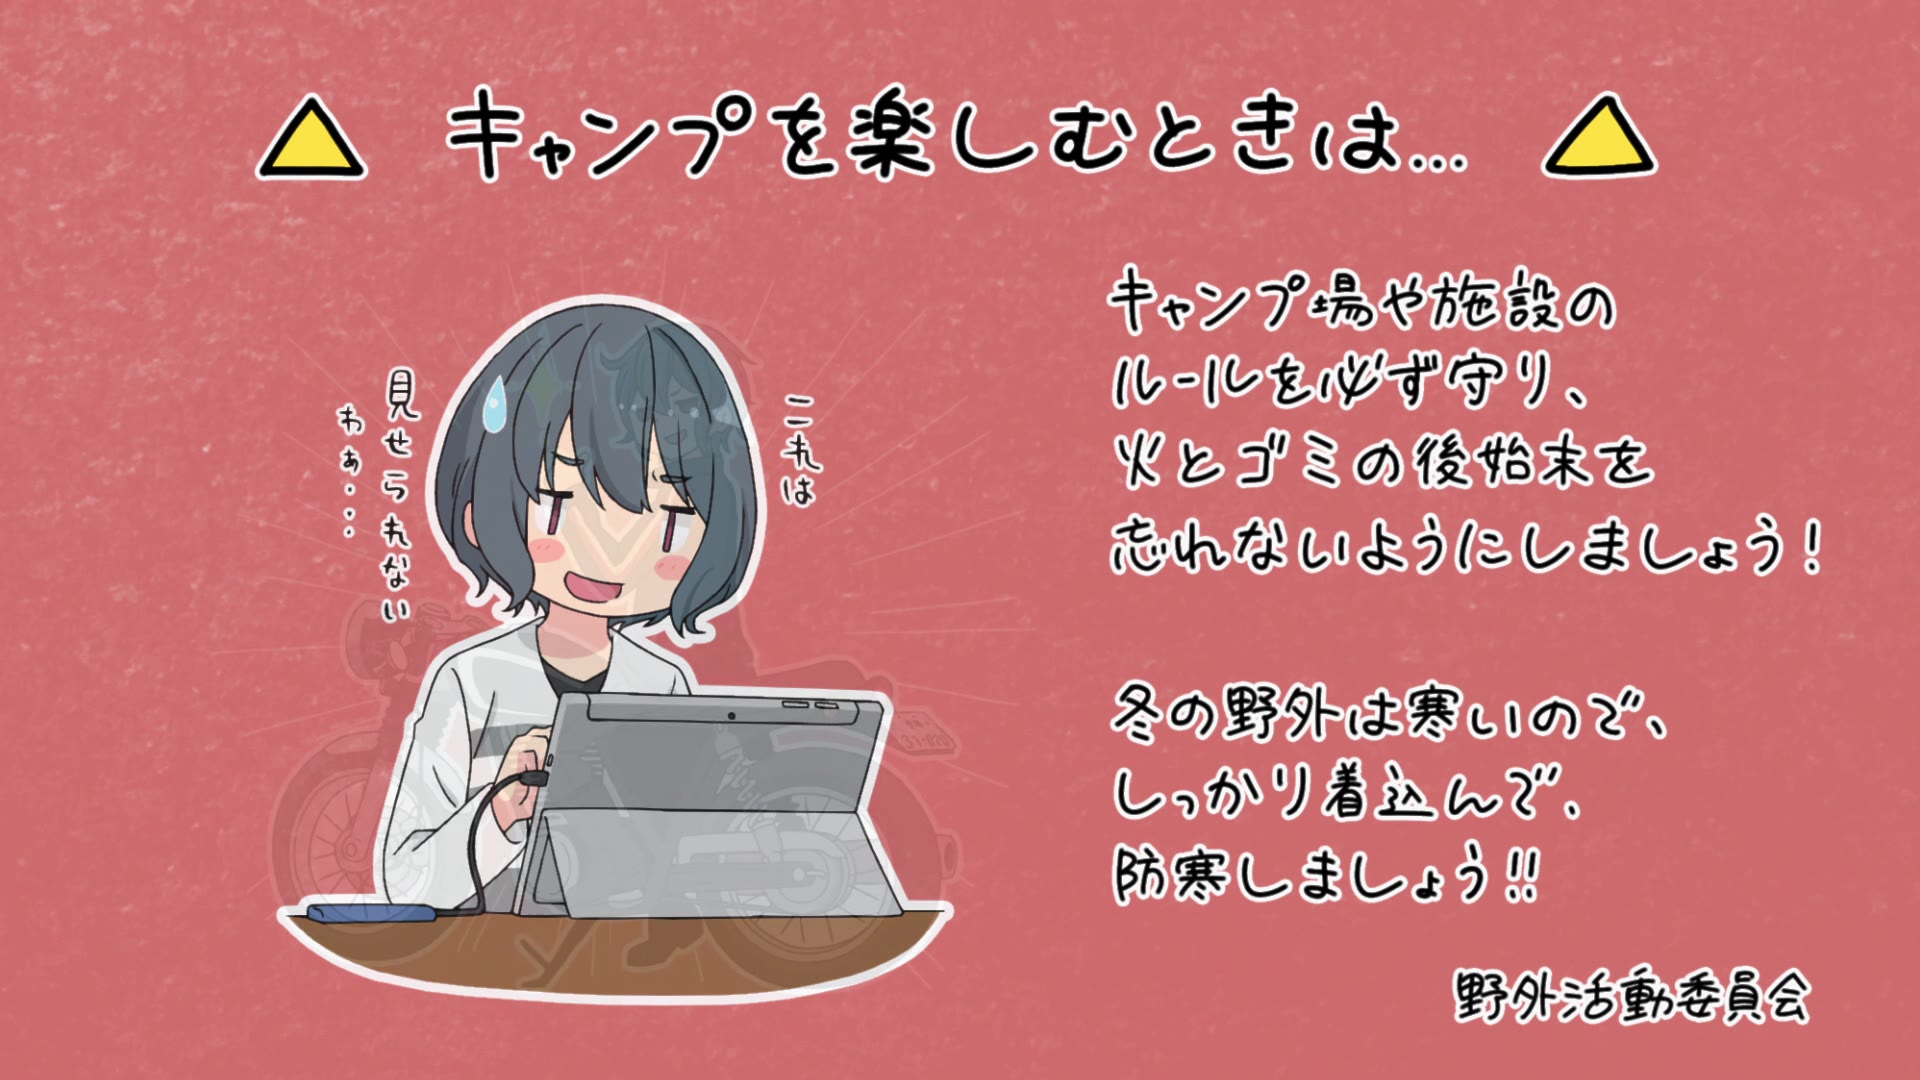 キャンプを楽しむときは...
これは
見せられない
わぁ・・・・
キャンプ場や施設の
ルールを必ず守り、
火とゴミの後始末を
忘れないようにしましょう！
冬の野外は寒いので、
しっかり着込んで、
防寒しましょう!!
野外活動委員会